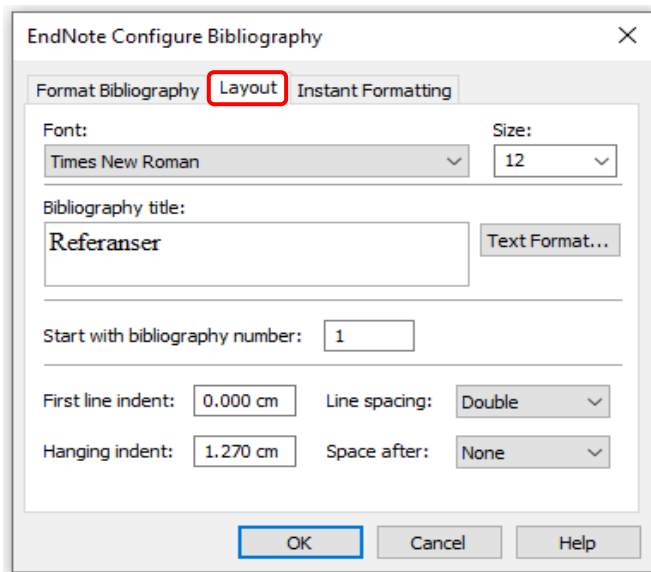 EndNote Configure Bibliography
Format Bibliography Layout Instant Formatting
Font: Size:
Times New Roman 12
Bibliography title:
Referanser Text Format...
Start with bibliography number: 1
First line indent: 0.000 cm Line spacing: Double
Hanging indent: 1.270 cm Space after: None
OK Cancel Help